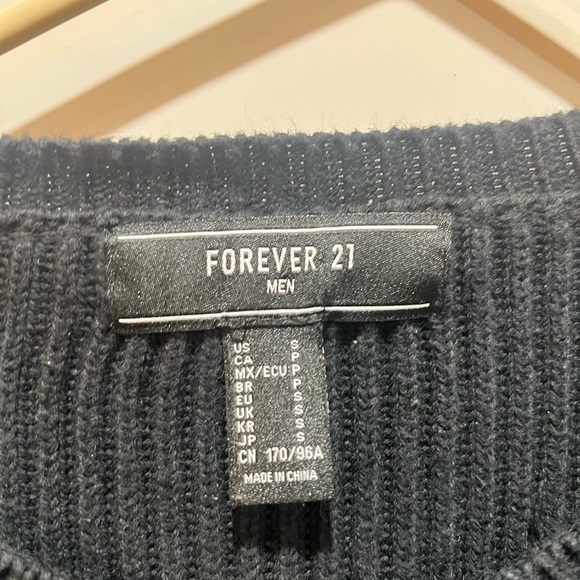 FOREVER 21
MEN
US S
CA P
MX/ECU P
BR P
EU S
UK S
KR S
JP S
CN 170/96A
MADE IN CHINA